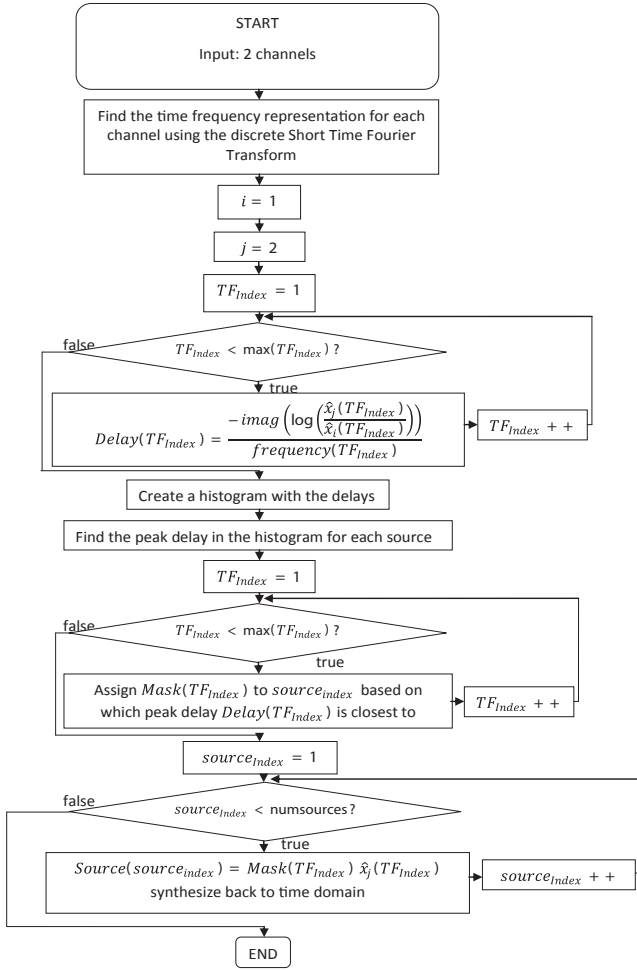 START
Input: 2 channels
Find the time frequency representation for each
channel using the discrete Short Time Fourier
Transform
i = 1
j = 2
TF_Index = 1
false
TF_Index < max(TF_Index) ?
true
Delay(TF_Index) = −imag(log(x̂_j(TF_Index)/x̂_i(TF_Index)))/frequency(TF_Index)
TF_Index + +
Create a histogram with the delays
Find the peak delay in the histogram for each source
TF_Index = 1
false
TF_Index < max(TF_Index) ?
true
Assign Mask(TF_Index) to source_index based on
which peak delay Delay(TF_Index) is closest to
TF_Index + +
source_Index = 1
false
source_Index < numsources?
true
Source(source_index) = Mask(TF_Index) x̂_j(TF_Index)
synthesize back to time domain
source_Index + +
END